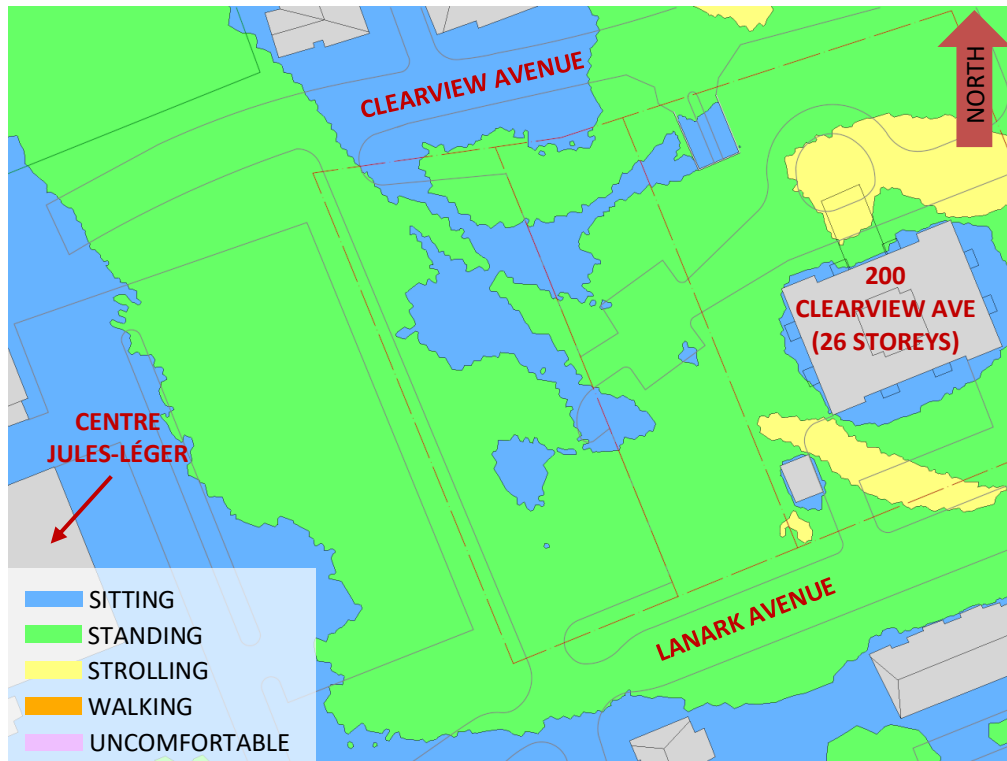 CLEARVIEW AVENUE
NORTH
200
CLEARVIEW AVE
(26 STOREYS)
CENTRE
JULES-LÉGER
LANARK AVENUE
SITTING
STANDING
STROLLING
WALKING
UNCOMFORTABLE